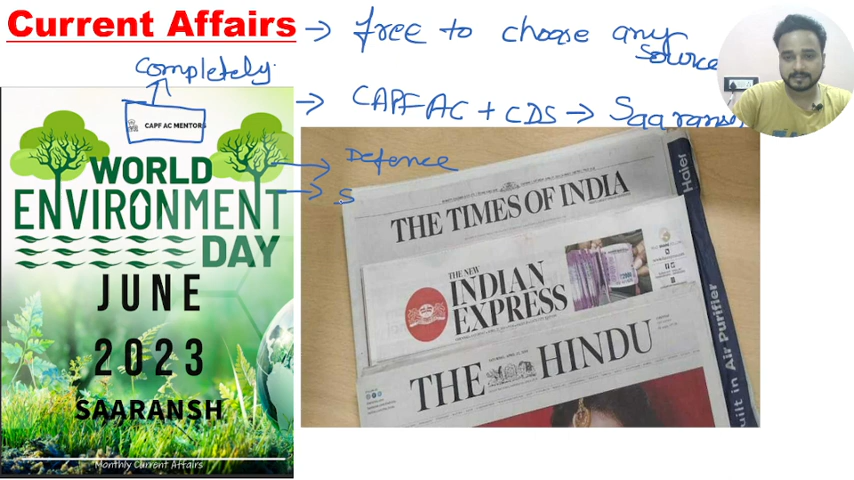 Current Affairs → free to choose any
source
Completely.
→ CAPF AC + CDS → Saaransh
CAPF AC MENTORS
Defence
S
WORLD
ENVIRONMENT
DAY
JUNE
2023
SAARANSH
Monthly Current Affairs
THE TIMES OF INDIA
Haier
THE NEW
INDIAN
EXPRESS
THE HINDU
uilt in Air Purifier